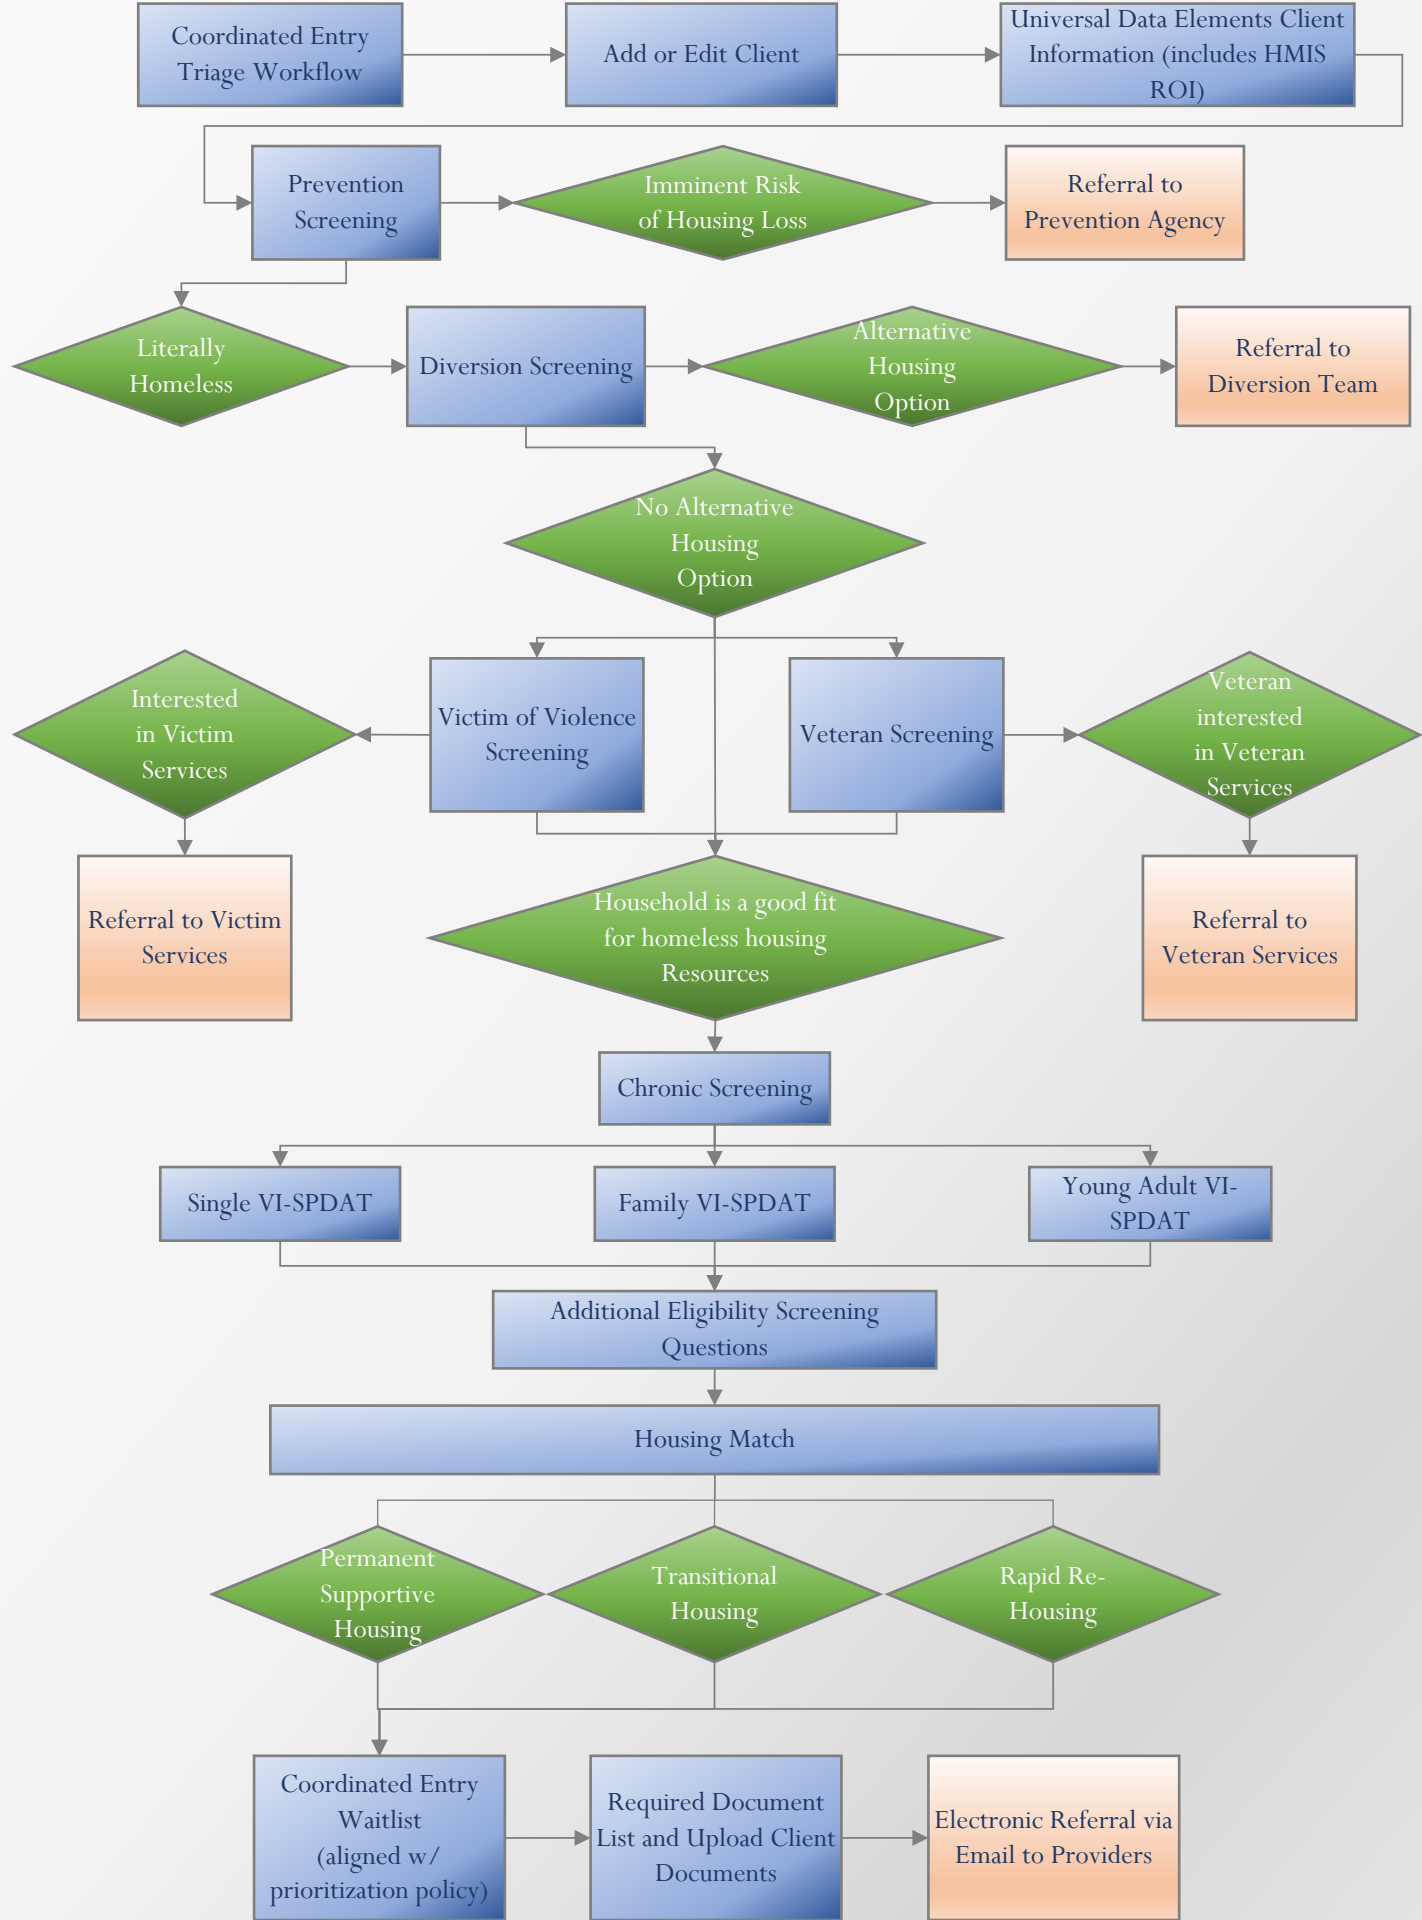 Coordinated Entry
Triage Workflow
Add or Edit Client
Universal Data Elements Client
Information (includes HMIS
ROI)
Prevention
Screening
Imminent Risk
of Housing Loss
Referral to
Prevention Agency
Literally
Homeless
Diversion Screening
Alternative
Housing
Option
Referral to
Diversion Team
No Alternative
Housing
Option
Interested
in Victim
Services
Victim of Violence
Screening
Veteran Screening
Veteran
interested
in Veteran
Services
Referral to Victim
Services
Household is a good fit
for homeless housing
Resources
Referral to
Veteran Services
Chronic Screening
Single VI-SPDAT
Family VI-SPDAT
Young Adult VI-
SPDAT
Additional Eligibility Screening
Questions
Housing Match
Permanent
Supportive
Housing
Transitional
Housing
Rapid Re-
Housing
Coordinated Entry
Waitlist
(aligned w/
prioritization policy)
Required Document
List and Upload Client
Documents
Electronic Referral via
Email to Providers